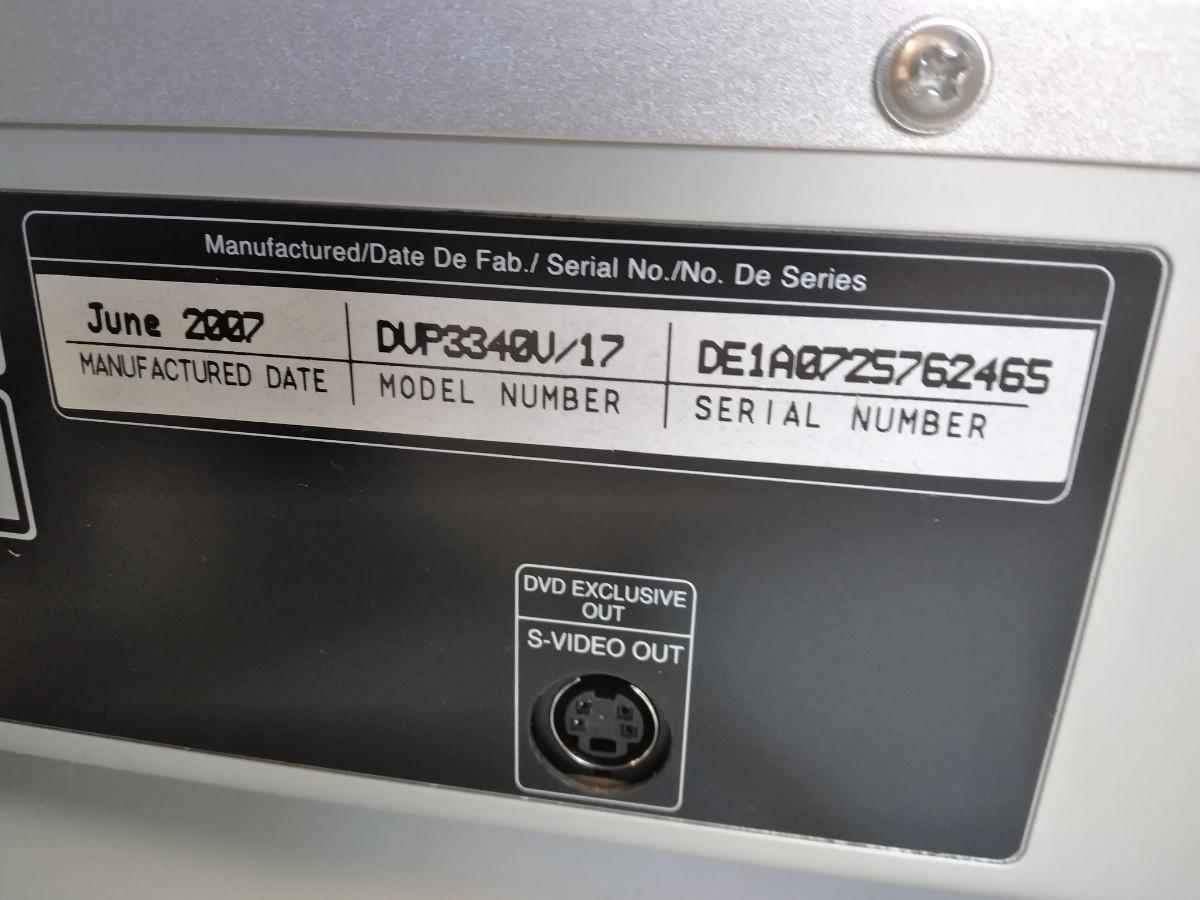 Manufactured/Date De Fab./ Serial No./No. De Series
June 2007 DVP3340V/17 DE1A0725762465
MANUFACTURED DATE MODEL NUMBER SERIAL NUMBER
DVD EXCLUSIVE
OUT
S-VIDEO OUT